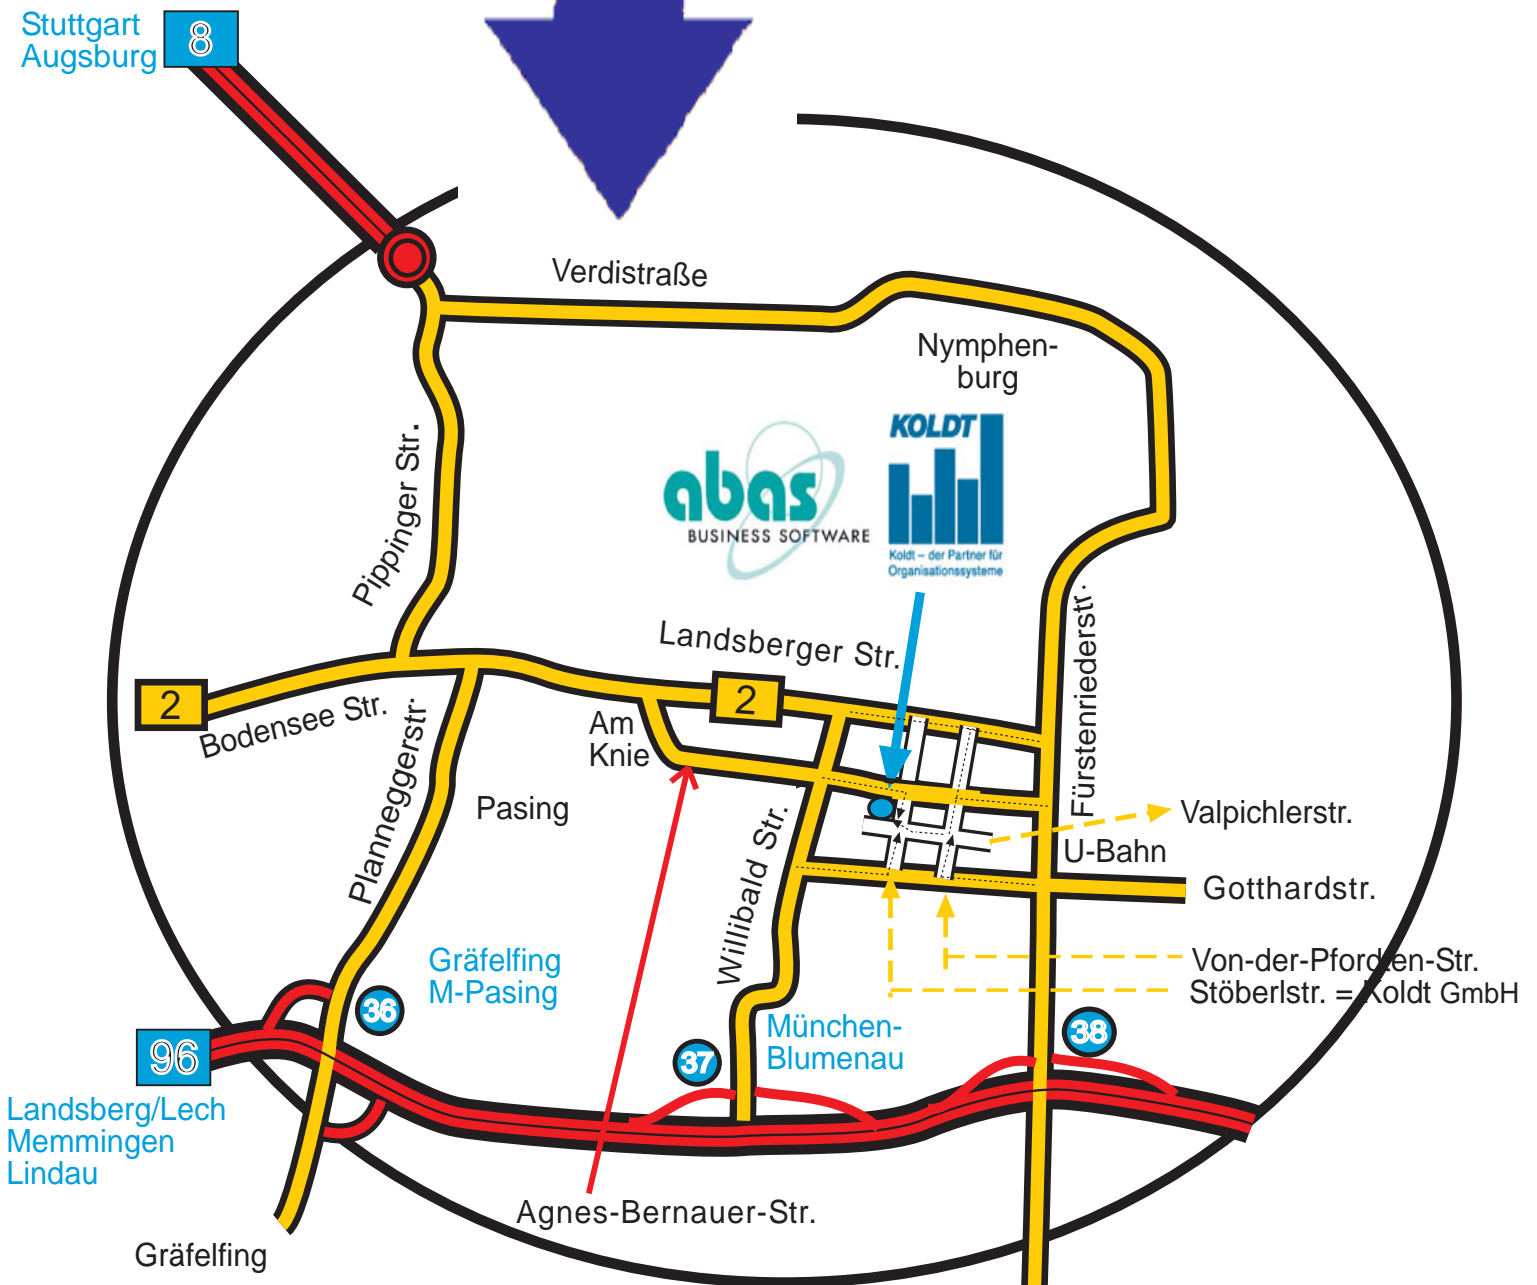 Stuttgart
Augsburg
8
Verdistraße
Nymphen-
burg
KOLDT
abas
BUSINESS SOFTWARE
Koldt – der Partner für
Organisationssysteme
Pippinger Str.
Landsberger Str.
Fürstenriederstr.
2
2
Bodensee Str.
Am
Knie
Planneggerstr.
Pasing
Willibald Str.
Valpichlerstr.
U-Bahn
Gotthardstr.
Gräfelfing
M-Pasing
Von-der-Pfordten-Str.
Stöberlstr. = Koldt GmbH
36
München-
Blumenau
38
37
96
Landsberg/Lech
Memmingen
Lindau
Agnes-Bernauer-Str.
Gräfelfing